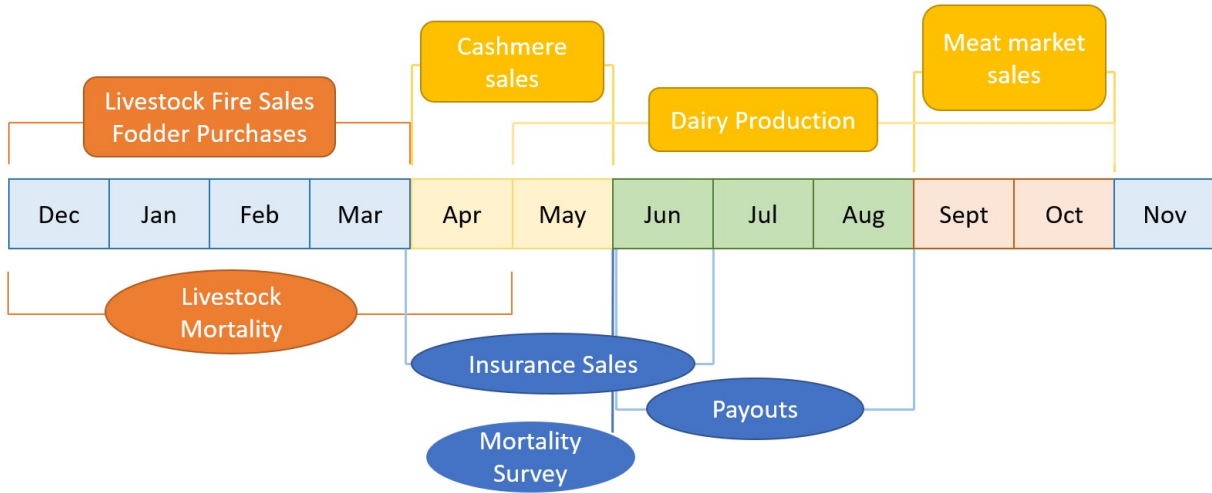 Cashmere
sales
Meat market
sales
Livestock Fire Sales
Fodder Purchases
Dairy Production
Dec Jan Feb Mar Apr May Jun Jul Aug Sept Oct Nov
Livestock
Mortality
Insurance Sales
Payouts
Mortality
Survey